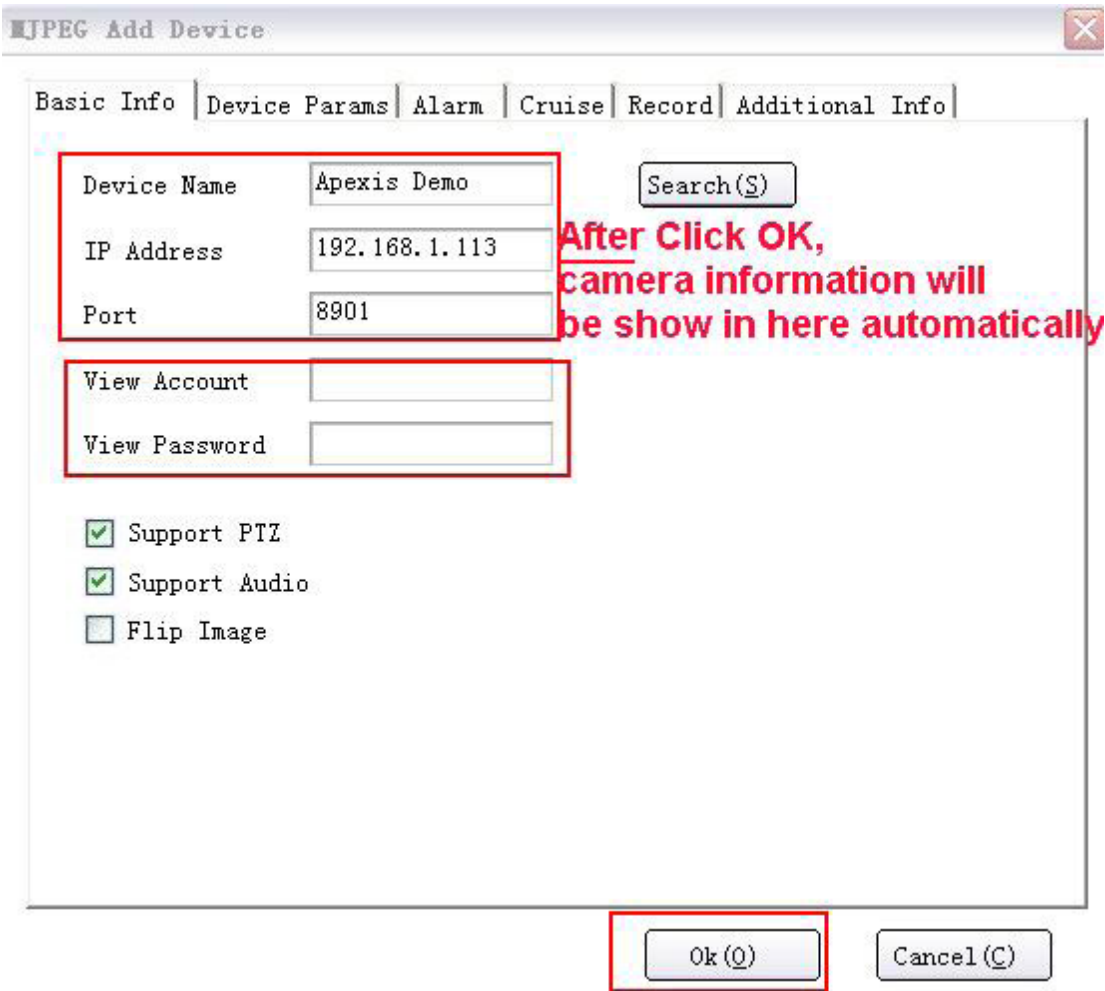 MJPEG Add Device
Basic Info Device Params Alarm Cruise Record Additional Info
Device Name Apexis Demo Search(S)
IP Address 192.168.1.113
Port 8901
After Click OK,
camera information will
be show in here automatically
View Account
View Password
Support PTZ
Support Audio
Flip Image
Ok(O) Cancel(C)